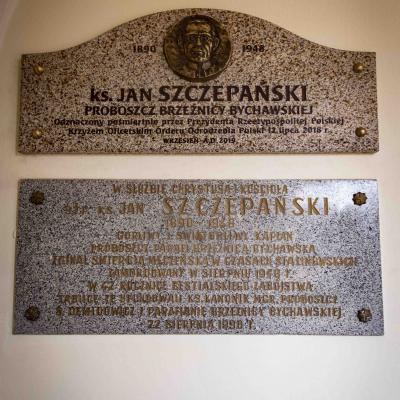 1890 1948
ks. JAN SZCZEPAŃSKI
PROBOSZCZ BRZEŹNICY BYCHAWSKIEJ
Odznaczony pośmiertnie przez Prezydenta Rzeczypospolitej Polskiej
Krzyżem Oficerskim Orderu Odrodzenia Polski 12 lipca 2018 r.
WRZESIEŃ A.D. 2019
W SŁUŻBIE CHRYSTUSA I KOŚCIOŁA
Ś.p. ks. JAN SZCZEPAŃSKI
1890 - 1948
GORLIWY I ŚWIĄTOBLIWY KAPŁAN
PROBOSZCZ PARAFII BRZEŹNICA BYCHAWSKA
ZGINĄŁ ŚMIERCIĄ MĘCZEŃSKĄ W CZASACH STALINOWSKICH
ZAMORDOWANY W SIERPNIU 1948 r.
W 42 ROCZNICĘ BESTIALSKIEGO ZABÓJSTWA
TABLICĘ TĘ UFUNDOWALI KS. KANONIK MGR. PROBOSZCZ
S. DEMIDOWICZ I PARAFIANIE BRZEŹNICY BYCHAWSKIEJ
22 SIERPNIA 1990 r.